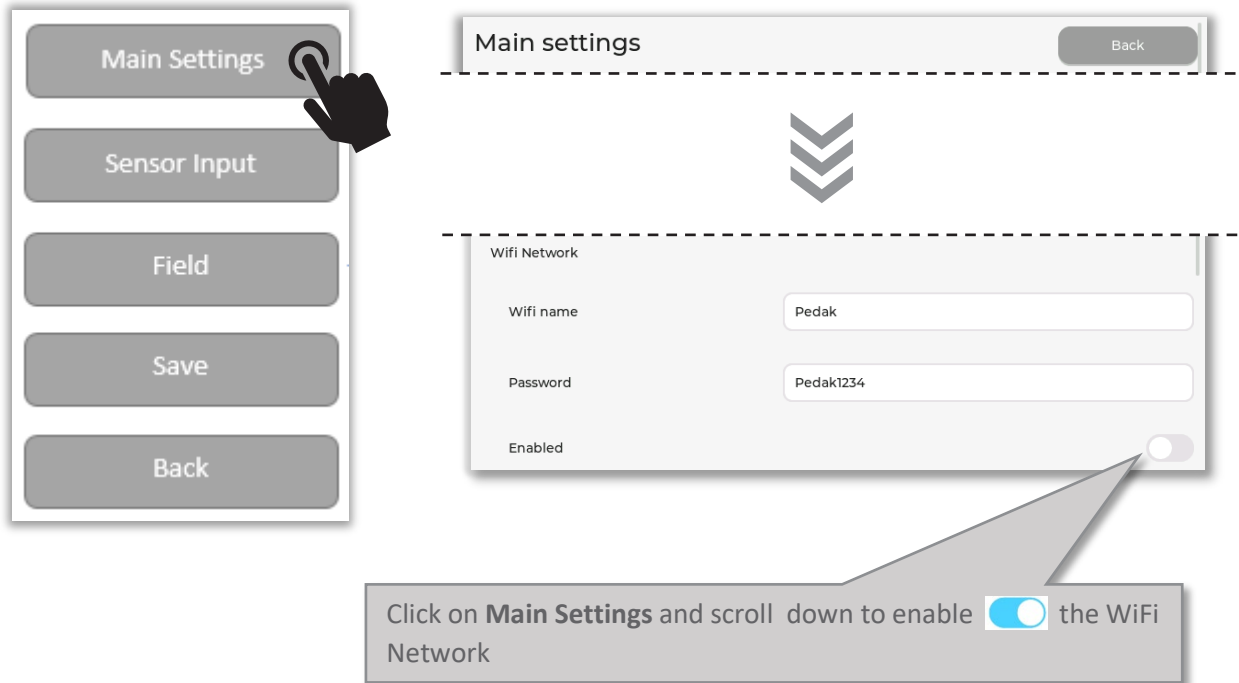 Main Settings
Sensor Input
Field
Save
Back
Main settings
Back
Wifi Network
Wifi name
Pedak
Password
Pedak1234
Enabled
Click on Main Settings and scroll down to enable the WiFi
Network